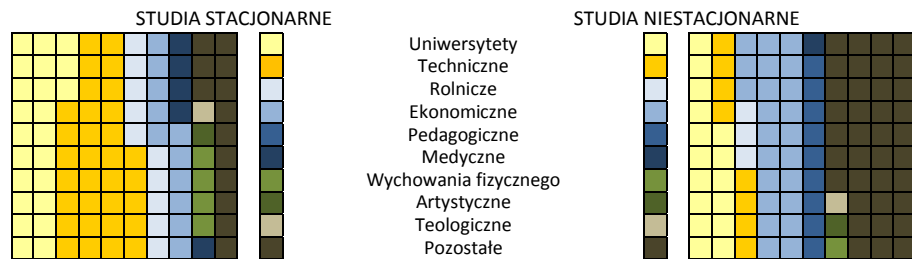 STUDIA STACJONARNE
STUDIA NIESTACJONARNE
Uniwersytety
Techniczne
Rolnicze
Ekonomiczne
Pedagogiczne
Medyczne
Wychowania fizycznego
Artystyczne
Teologiczne
Pozostałe